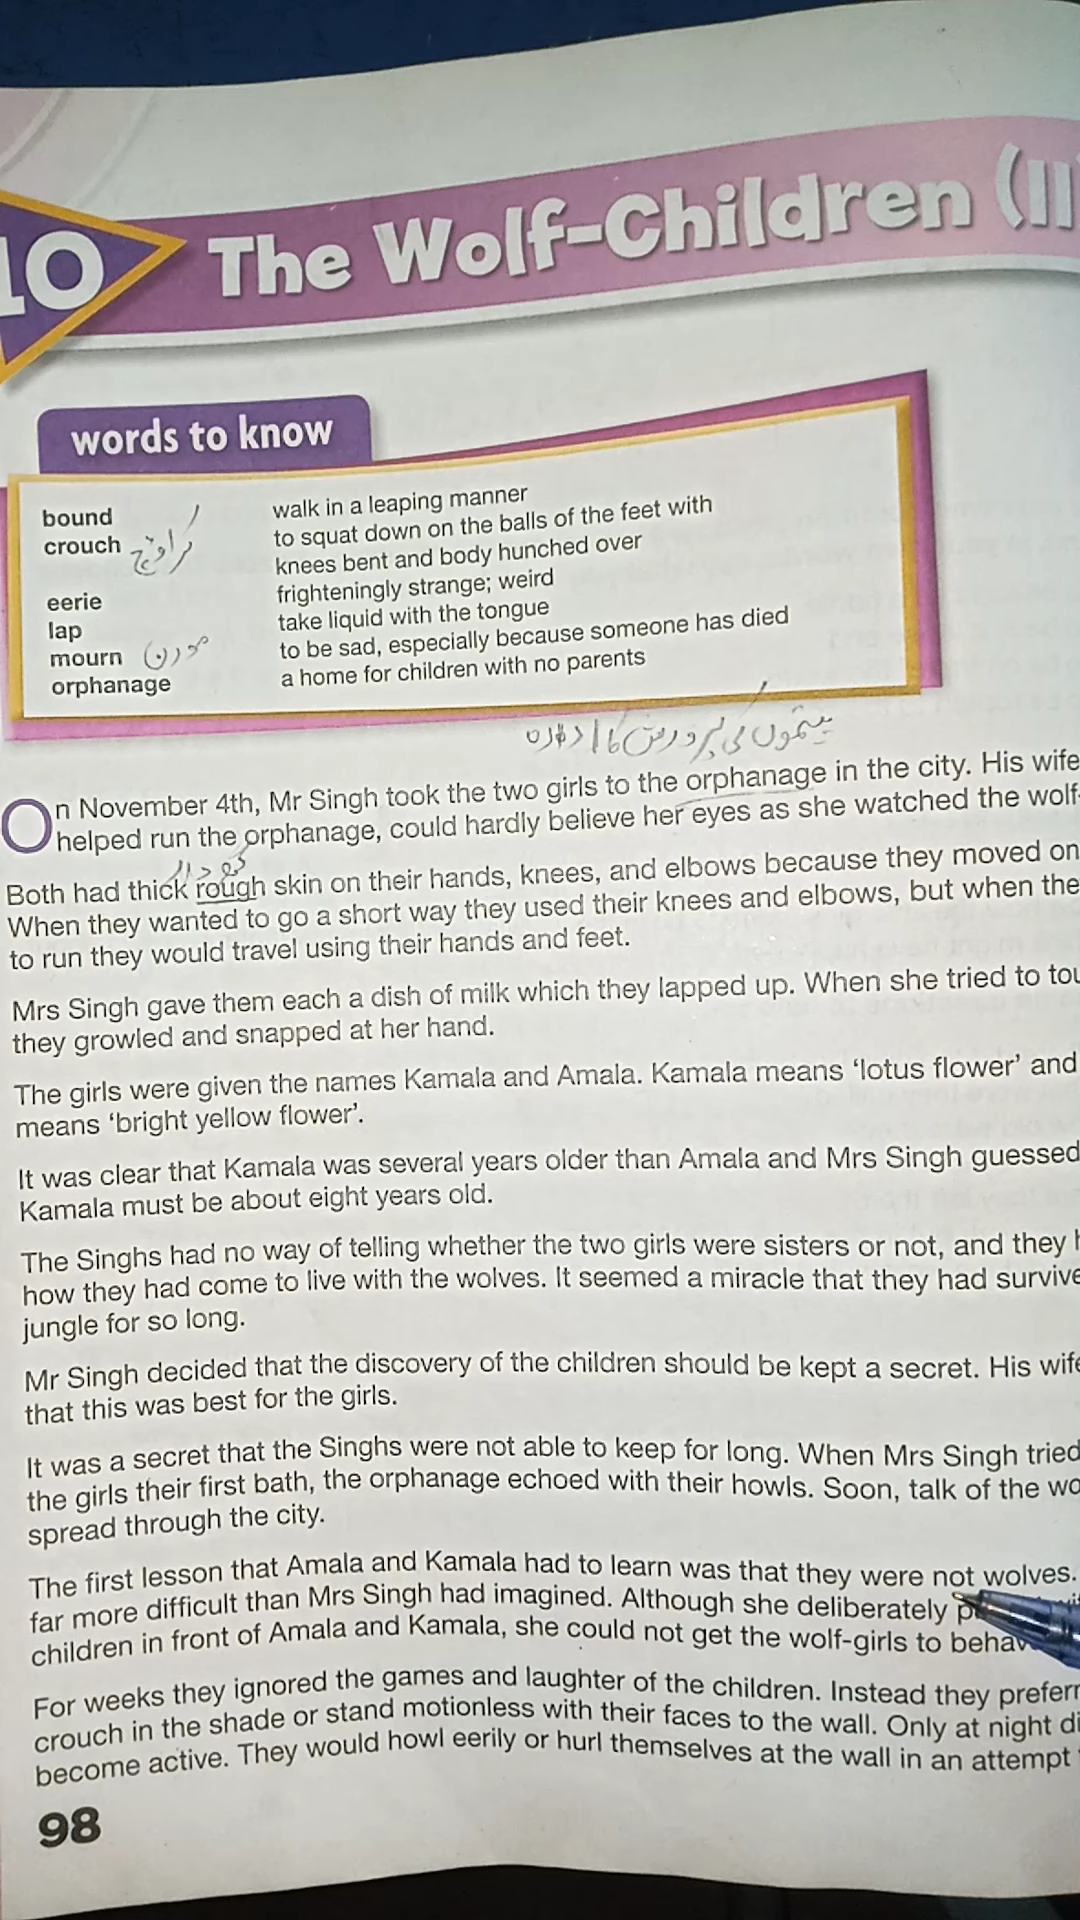 10 The Wolf-Children (II
words to know
bound walk in a leaping manner
crouch to squat down on the balls of the feet with
کراؤچ knees bent and body hunched over
eerie frighteningly strange; weird
lap take liquid with the tongue
mourn مورن to be sad, especially because someone has died
orphanage a home for children with no parents
یتیموں کی پرورش کا ادارہ
On November 4th, Mr Singh took the two girls to the orphanage in the city. His wife
helped run the orphanage, could hardly believe her eyes as she watched the wolf-
کھردار
Both had thick rough skin on their hands, knees, and elbows because they moved on
When they wanted to go a short way they used their knees and elbows, but when the
to run they would travel using their hands and feet.
Mrs Singh gave them each a dish of milk which they lapped up. When she tried to tou
they growled and snapped at her hand.
The girls were given the names Kamala and Amala. Kamala means ‘lotus flower’ and
means ‘bright yellow flower’.
It was clear that Kamala was several years older than Amala and Mrs Singh guessed
Kamala must be about eight years old.
The Singhs had no way of telling whether the two girls were sisters or not, and they
how they had come to live with the wolves. It seemed a miracle that they had survive
jungle for so long.
Mr Singh decided that the discovery of the children should be kept a secret. His wife
that this was best for the girls.
It was a secret that the Singhs were not able to keep for long. When Mrs Singh tried
the girls their first bath, the orphanage echoed with their howls. Soon, talk of the wo
spread through the city.
The first lesson that Amala and Kamala had to learn was that they were not wolves.
far more difficult than Mrs Singh had imagined. Although she deliberately
children in front of Amala and Kamala, she could not get the wolf-girls to behav
For weeks they ignored the games and laughter of the children. Instead they preferr
crouch in the shade or stand motionless with their faces to the wall. Only at night di
become active. They would howl eerily or hurl themselves at the wall in an attempt
98